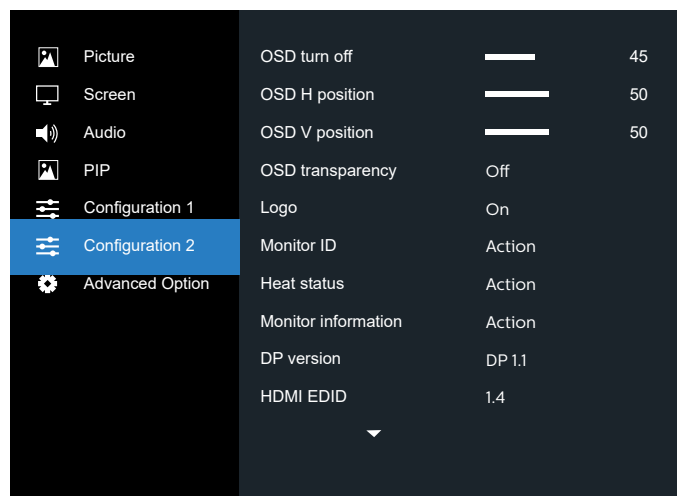 Picture
Screen
Audio
PIP
Configuration 1
Configuration 2
Advanced Option
OSD turn off 45
OSD H position 50
OSD V position 50
OSD transparency Off
Logo On
Monitor ID Action
Heat status Action
Monitor information Action
DP version DP 1.1
HDMI EDID 1.4